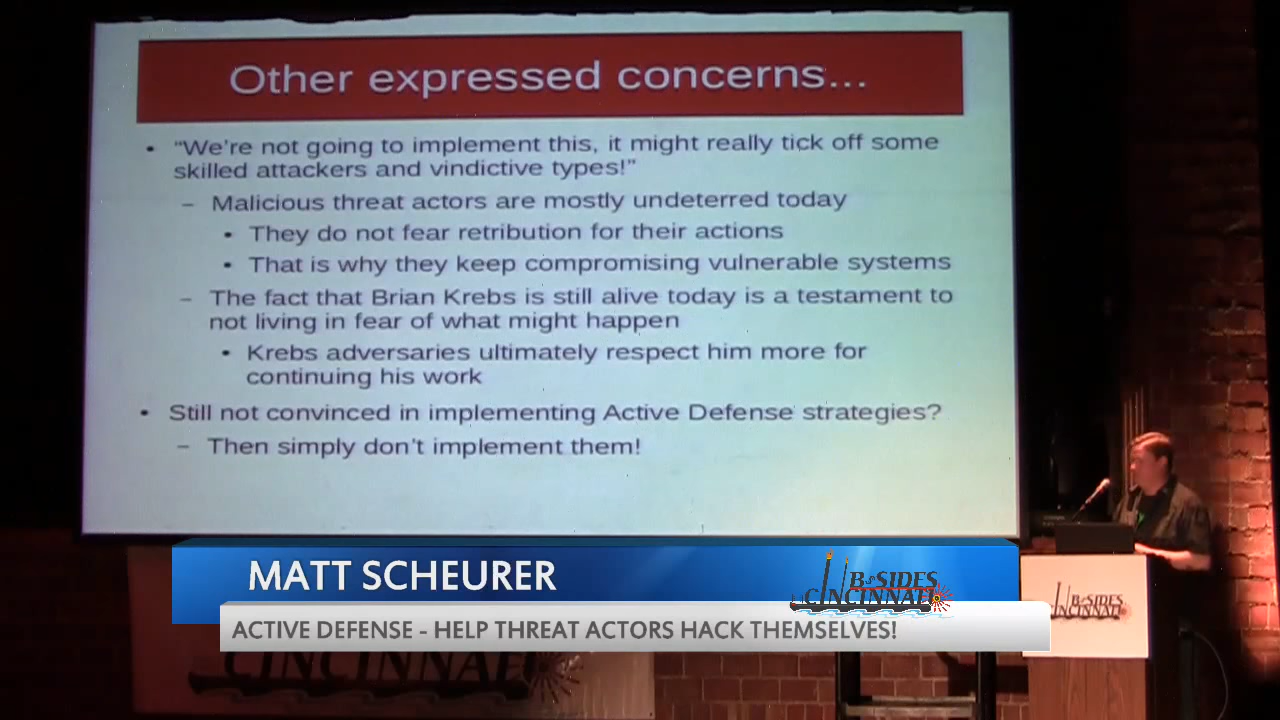 Other expressed concerns...
• "We're not going to implement this, it might really tick off some
skilled attackers and vindictive types!"
– Malicious threat actors are mostly undeterred today
• They do not fear retribution for their actions
• That is why they keep compromising vulnerable systems
– The fact that Brian Krebs is still alive today is a testament to
not living in fear of what might happen
• Krebs adversaries ultimately respect him more for
continuing his work
• Still not convinced in implementing Active Defense strategies?
– Then simply don't implement them!
MATT SCHEURER
BSIDES
CINCINNATI
ACTIVE DEFENSE - HELP THREAT ACTORS HACK THEMSELVES!
BSIDES
CINCINNATI
CINCINNATI